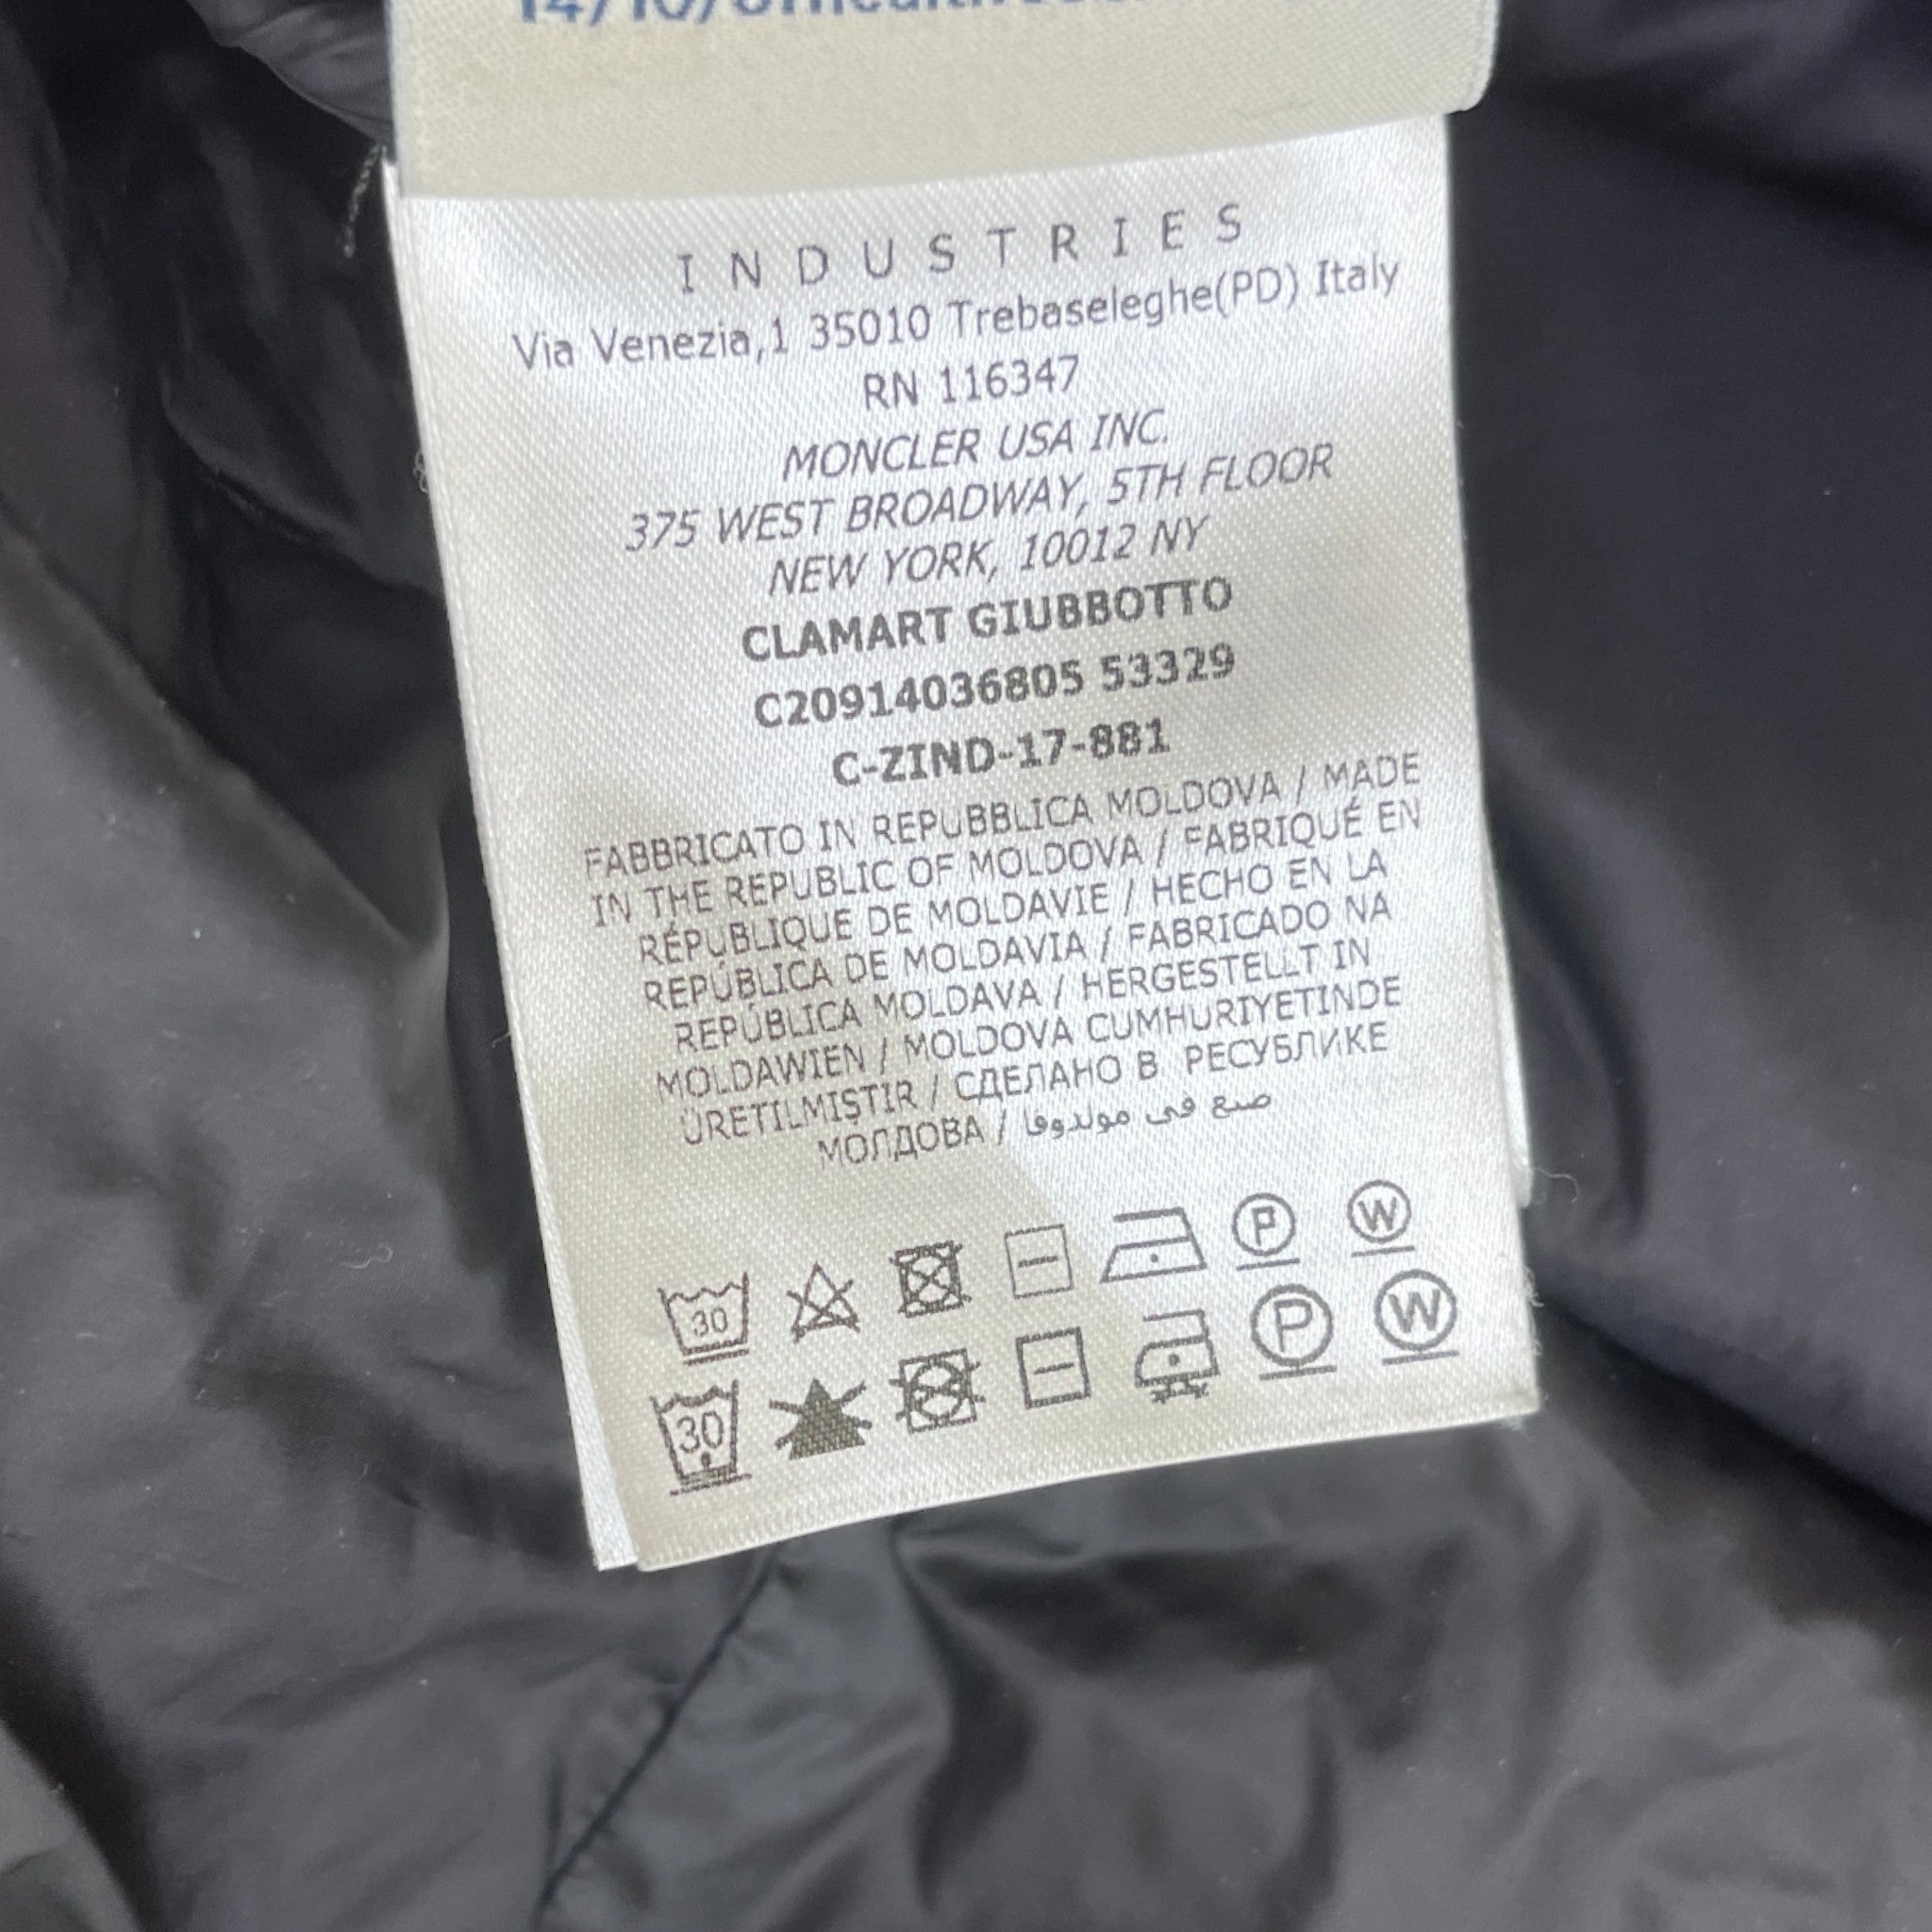 INDUSTRIES
Via Venezia,1 35010 Trebaseleghe(PD) Italy
RN 116347
MONCLER USA INC.
375 WEST BROADWAY, 5TH FLOOR
NEW YORK, 10012 NY
CLAMART GIUBBOTTO
C20914036805 53329
C-ZIND-17-881
FABBRICATO IN REPUBBLICA MOLDOVA / MADE
IN THE REPUBLIC OF MOLDOVA / FABRIQUÉ EN
RÉPUBLIQUE DE MOLDAVIE / HECHO EN LA
REPÚBLICA DE MOLDAVIA / FABRICADO NA
REPÚBLICA MOLDAVA / HERGESTELLT IN
MOLDAWIEN / MOLDOVA CUMHURIYETINDE
ÜRETILMIŞTIR / СДЕЛАНО В РЕСУБЛИКЕ
МОЛДОВА / صنع في مولدوفا
30 P W
30 P W